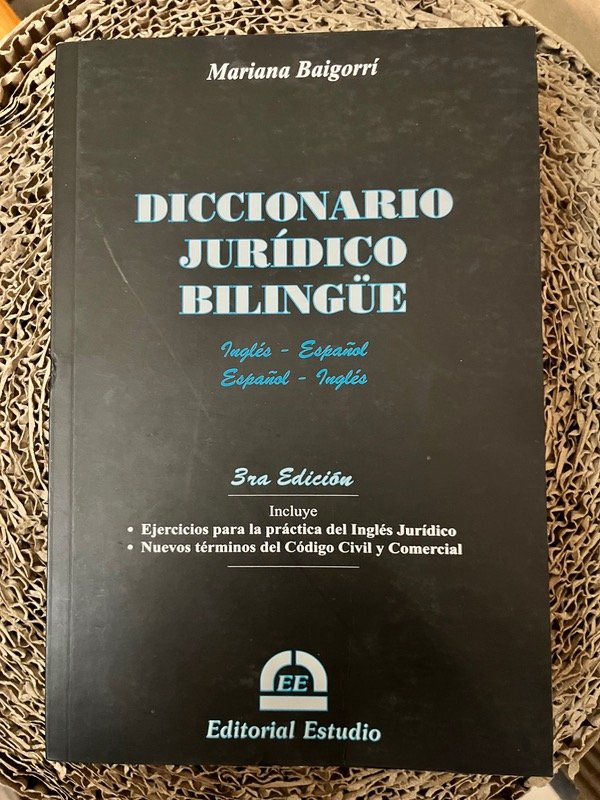 Mariana Baigorrí
DICCIONARIO
JURÍDICO
BILINGÜE
Inglés - Español
Español - Inglés
3ra Edición
Incluye
• Ejercicios para la práctica del Inglés Jurídico
• Nuevos términos del Código Civil y Comercial
EE
Editorial Estudio